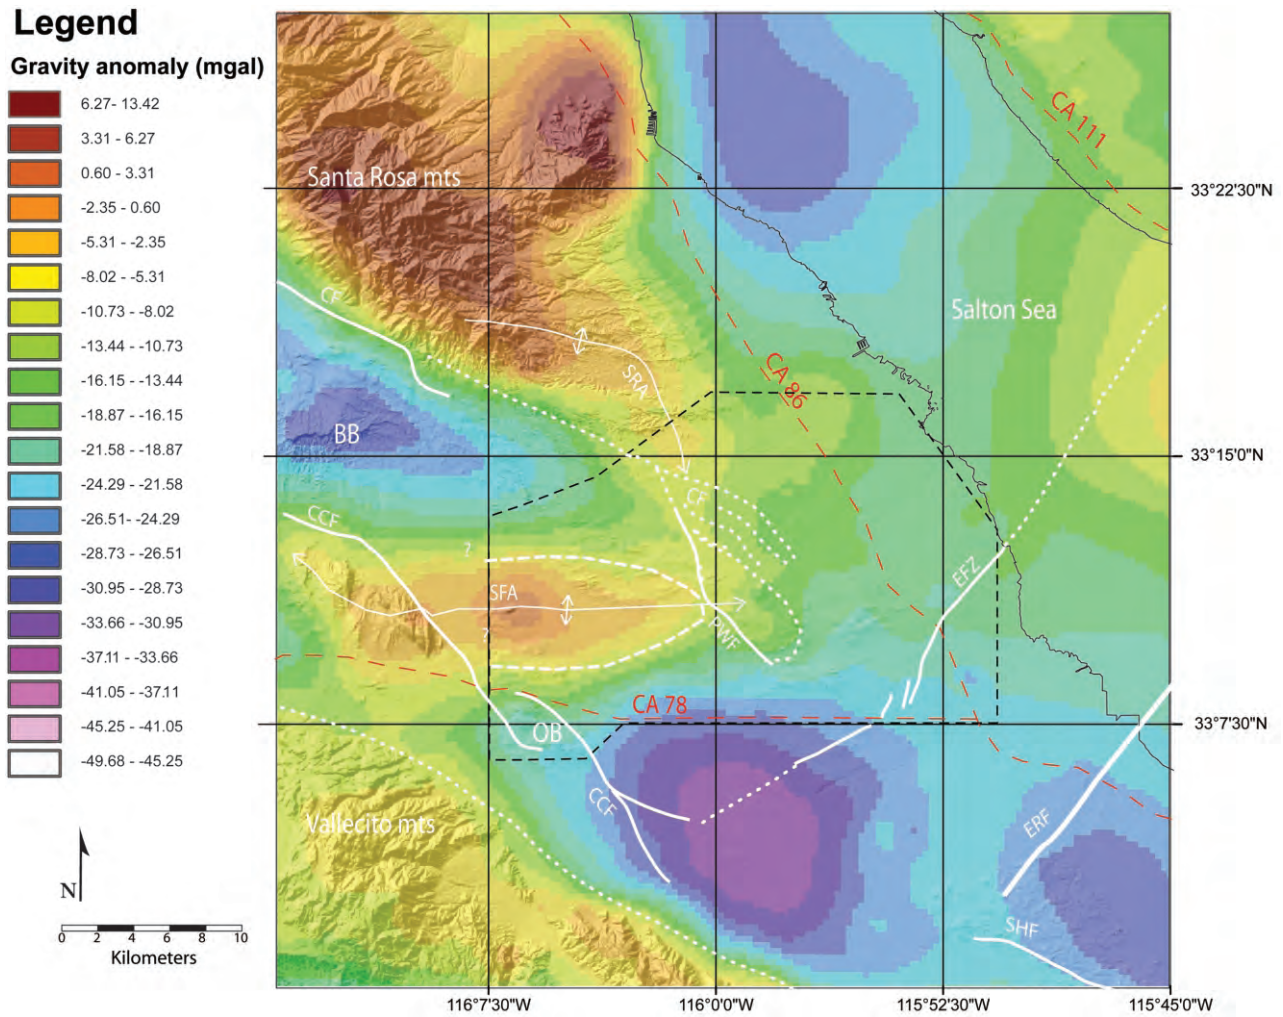 Legend
Gravity anomaly (mgal)
6.27- 13.42
3.31 - 6.27
0.60 - 3.31
-2.35 - 0.60
-5.31 - -2.35
-8.02 - -5.31
-10.73 - -8.02
-13.44 - -10.73
-16.15 - -13.44
-18.87 - -16.15
-21.58 - -18.87
-24.29 - -21.58
-26.51- -24.29
-28.73 - -26.51
-30.95 - -28.73
-33.66 - -30.95
-37.11 - -33.66
-41.05 - -37.11
-45.25 - -41.05
-49.68 - -45.25
N
0 2 4 6 8 10
Kilometers
CA 111
Santa Rosa mts
33°22'30"N
CF
Salton Sea
SRA
CA 86
BB
33°15'0"N
CF
CCF
?
EFZ
SFA
?
PWF
CA 78
OB
33°7'30"N
CCF
Vallecito mts
ERF
SHF
116°7'30"W
116°0'0"W
115°52'30"W
115°45'0"W